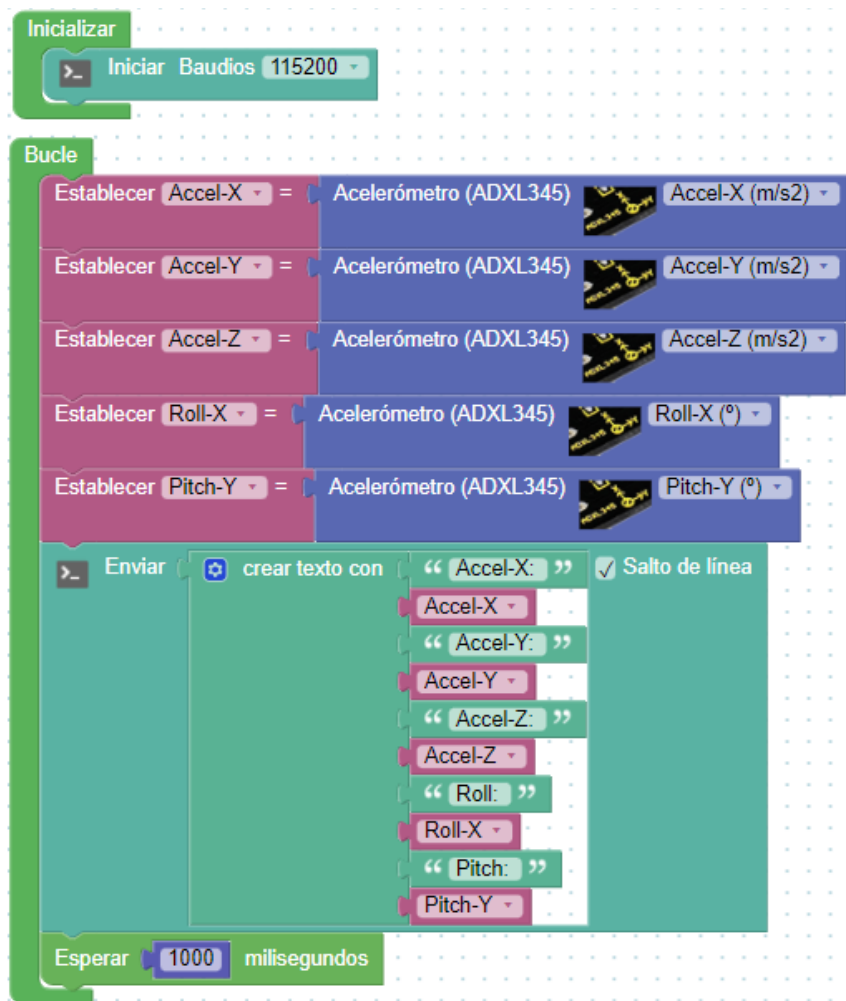 Inicializar
>_ Iniciar Baudios 115200
Bucle
Establecer Accel-X = Acelerómetro (ADXL345) Accel-X (m/s2)
Establecer Accel-Y = Acelerómetro (ADXL345) Accel-Y (m/s2)
Establecer Accel-Z = Acelerómetro (ADXL345) Accel-Z (m/s2)
Establecer Roll-X = Acelerómetro (ADXL345) Roll-X (º)
Establecer Pitch-Y = Acelerómetro (ADXL345) Pitch-Y (º)
>_ Enviar crear texto con “ Accel-X: ” Salto de línea
Accel-X
“ Accel-Y: ”
Accel-Y
“ Accel-Z: ”
Accel-Z
“ Roll: ”
Roll-X
“ Pitch: ”
Pitch-Y
Esperar 1000 milisegundos